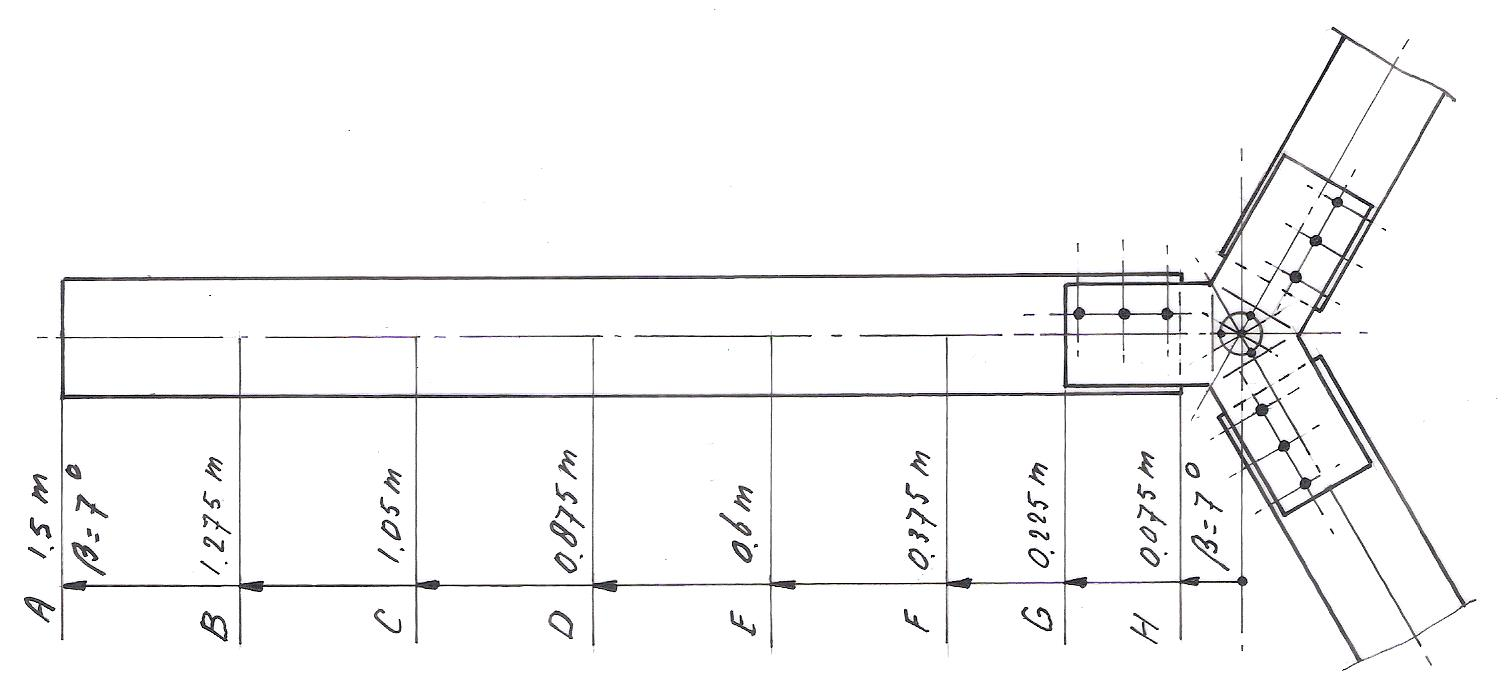 A 1.5 m
β=7°
B 1.275 m
C 1.05 m
D 0.875 m
E 0.6 m
F 0.375 m
G 0.225 m
H 0.075 m
β=7°